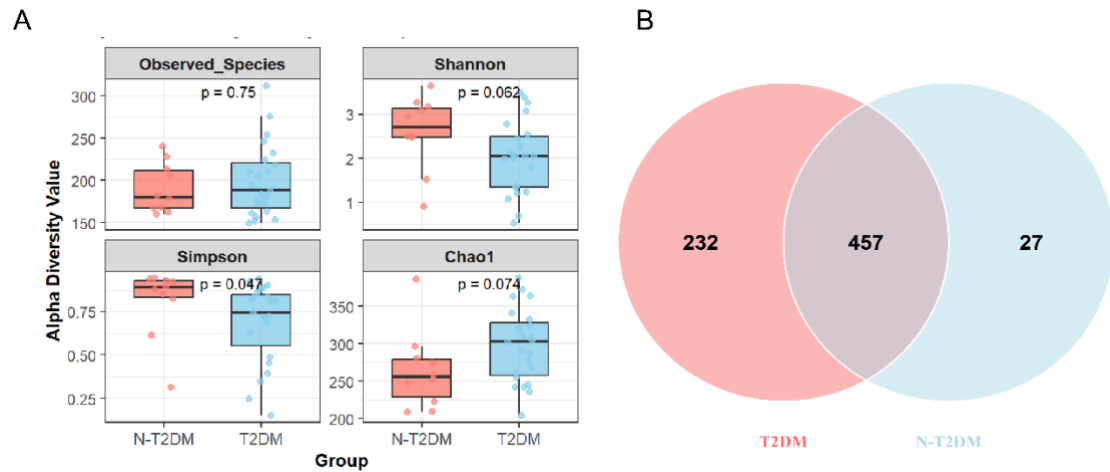 A
B
Observed_Species
Shannon
p = 0.75
p = 0.062
300
250
200
150
3
2
1
Simpson
Chao1
p = 0.047
p = 0.074
0.75
0.50
0.25
350
300
250
200
N-T2DM
T2DM
N-T2DM
T2DM
Alpha Diversity Value
Group
232
457
27
T2DM
N-T2DM